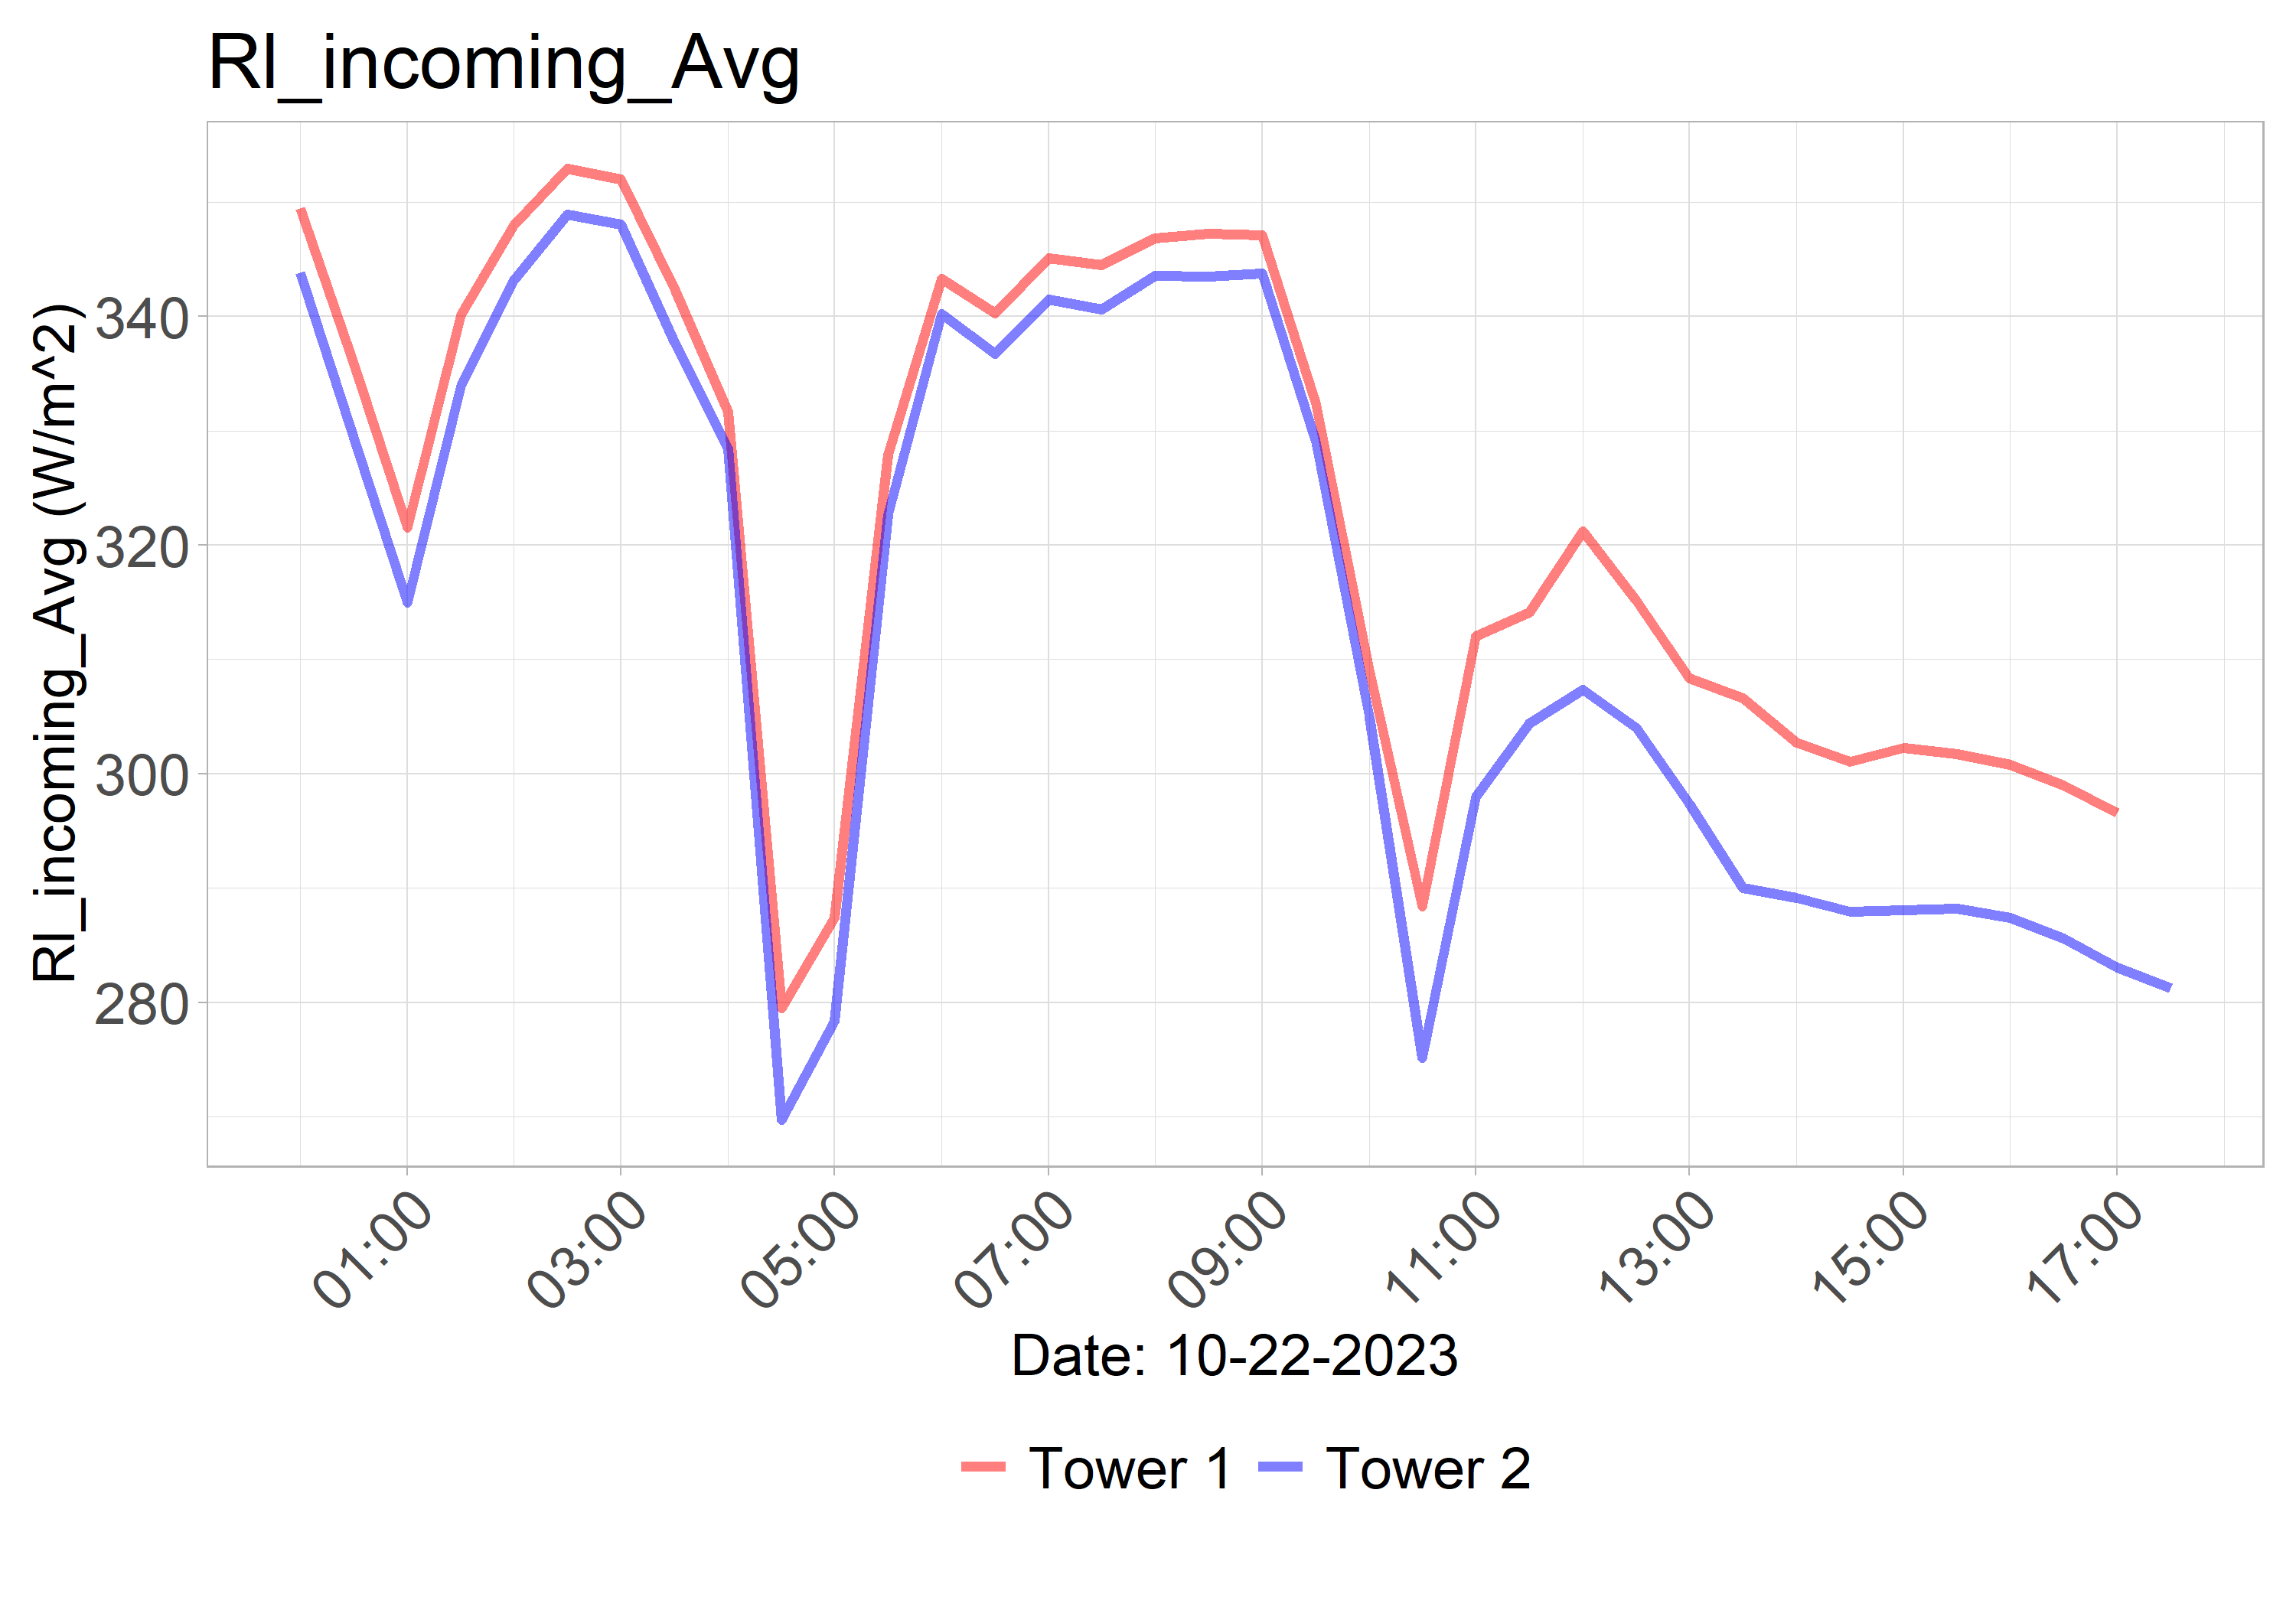 Rl_incoming_Avg
Rl_incoming_Avg (W/m^2)
340
320
300
280
01:00
03:00
05:00
07:00
09:00
11:00
13:00
15:00
17:00
Date: 10-22-2023
Tower 1
Tower 2